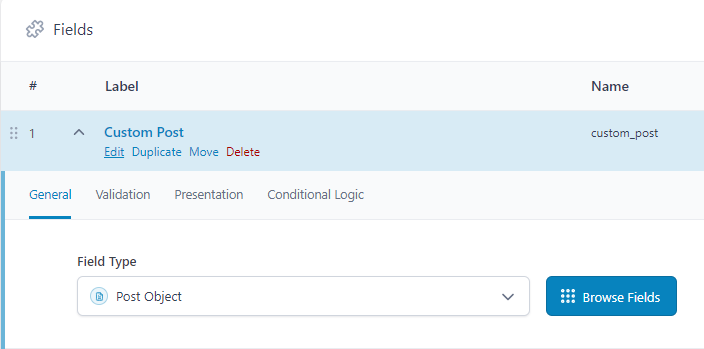 Fields
# Label Name
1 Custom Post custom_post
Edit Duplicate Move Delete
General Validation Presentation Conditional Logic
Field Type
Post Object Browse Fields